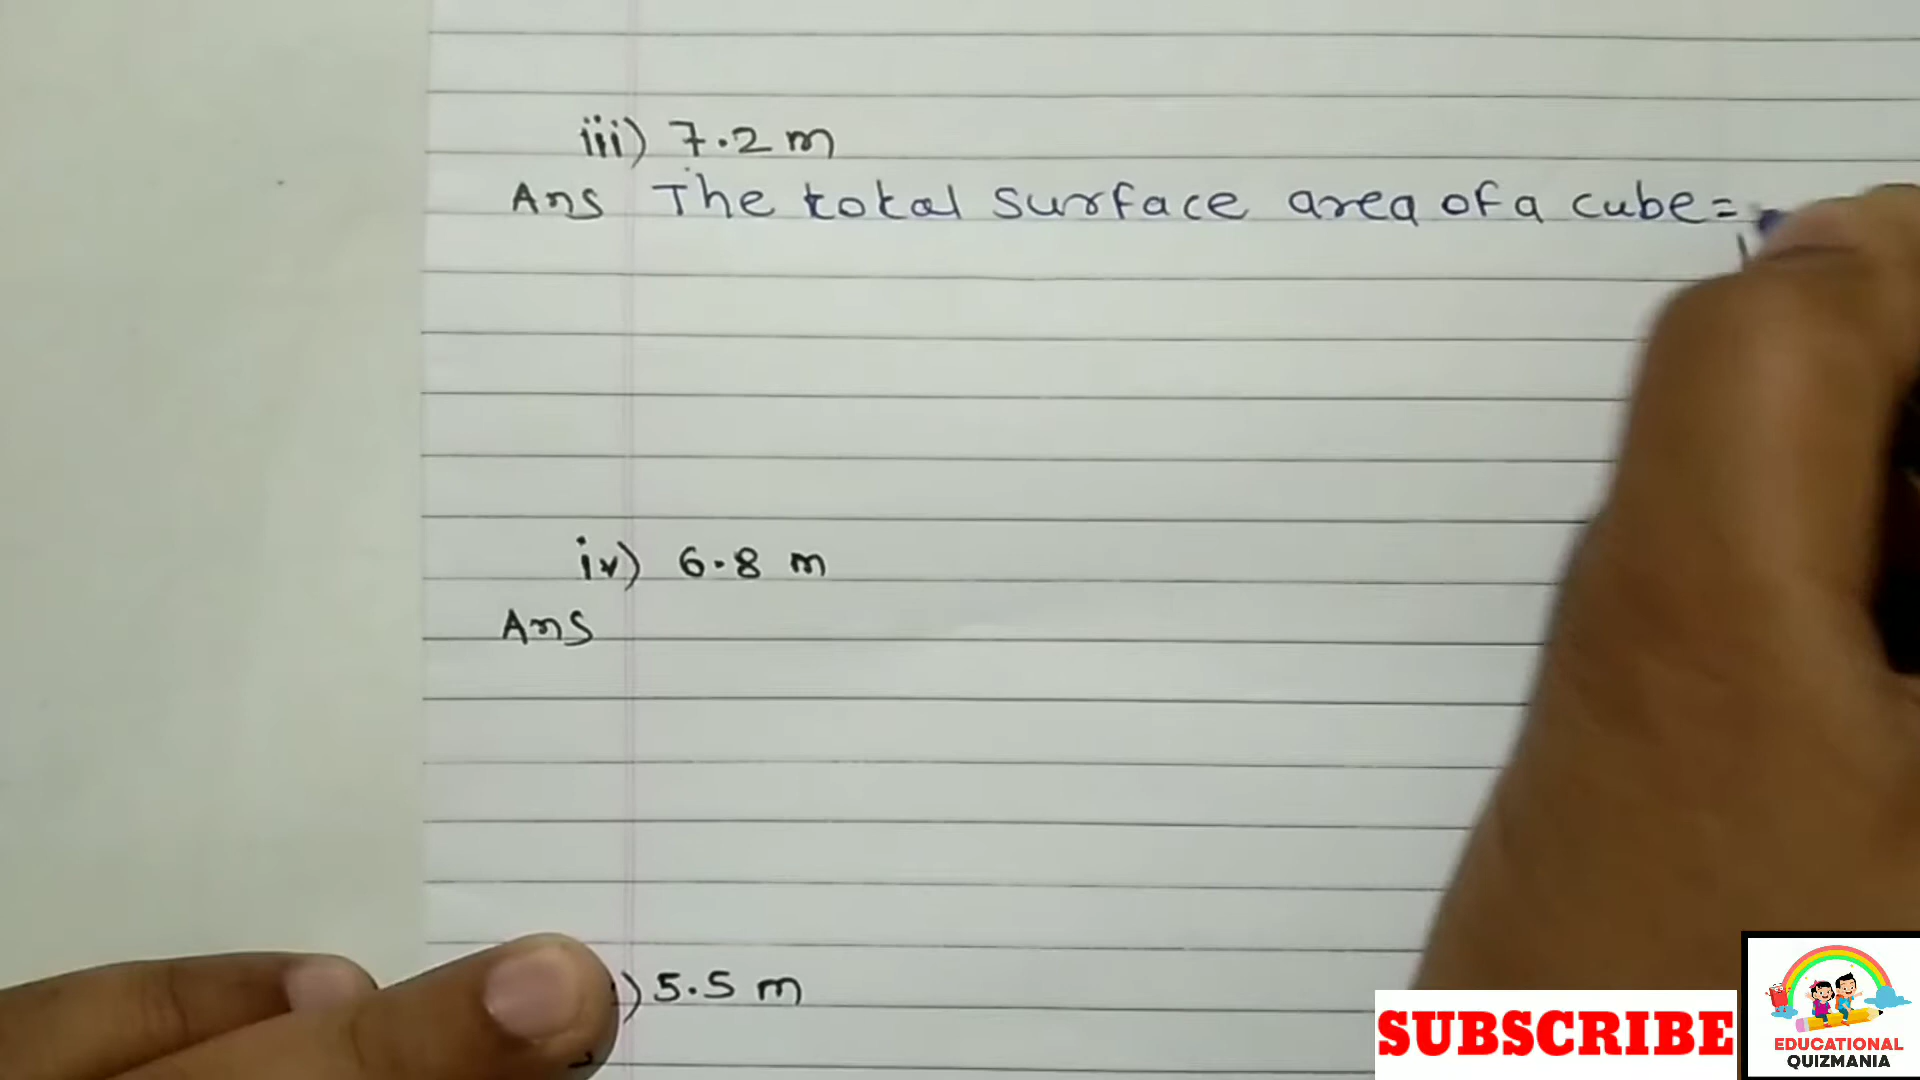 iii) 7.2 m
Ans The total surface area of a cube =
iv) 6.8 m
Ans
) 5.5 m
SUBSCRIBE
EDUCATIONAL
QUIZMANIA